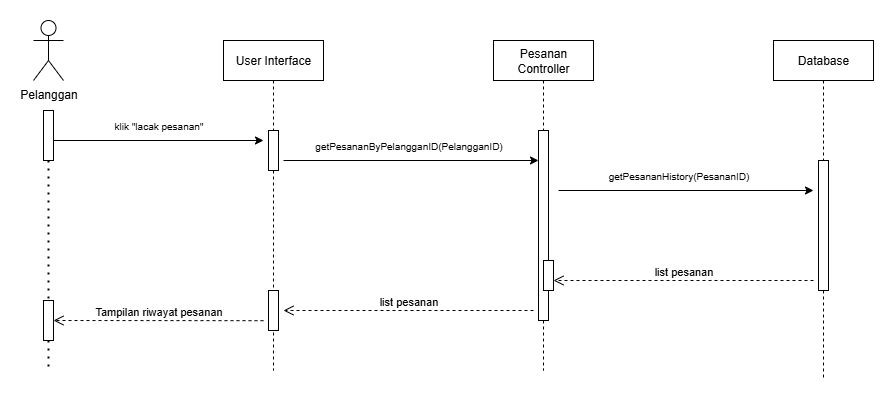 Pelanggan
User Interface
Pesanan
Controller
Database
klik "lacak pesanan"
getPesananByPelangganID(PelangganID)
getPesananHistory(PesananID)
list pesanan
list pesanan
Tampilan riwayat pesanan